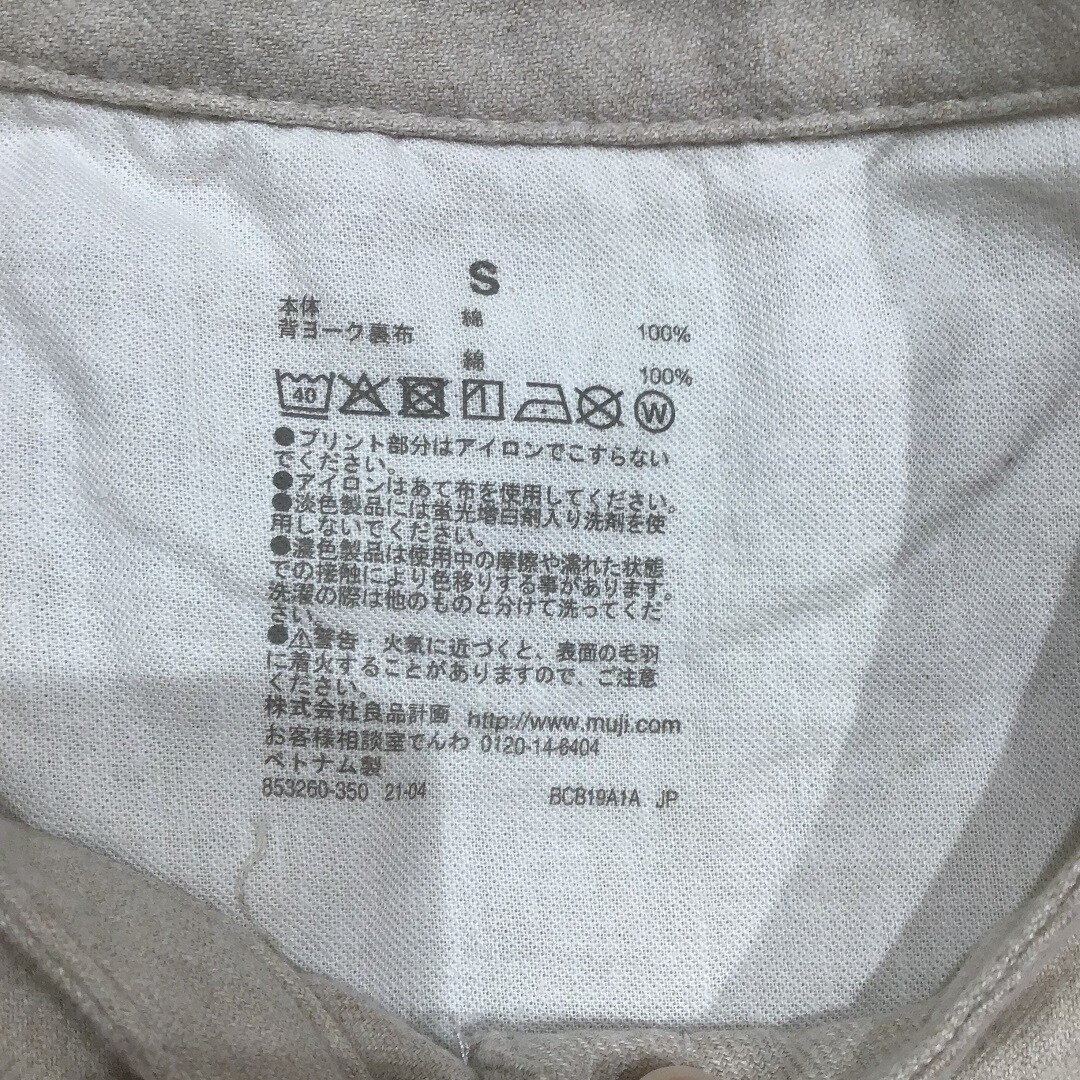 S
本体 綿 100%
背ヨーク裏布 綿 100%
40 W
●プリント部分はアイロンでこすらない
でください。
●アイロンはあて布を使用してください。
●淡色製品には蛍光増白剤入り洗剤を使
用しないでください。
●濃色製品は使用中の摩擦や濡れた状態
での接触により色移りする事があります。
洗濯の際は他のものと分けて洗ってくだ
さい。
●⚠警告：火気に近づくと、表面の毛羽
に着火することがありますので、ご注意
ください。
株式会社良品計画 http://www.muji.com
お客様相談室でんわ 0120-14-6404
ベトナム製
853260-350 21-04 BCB19A1A JP